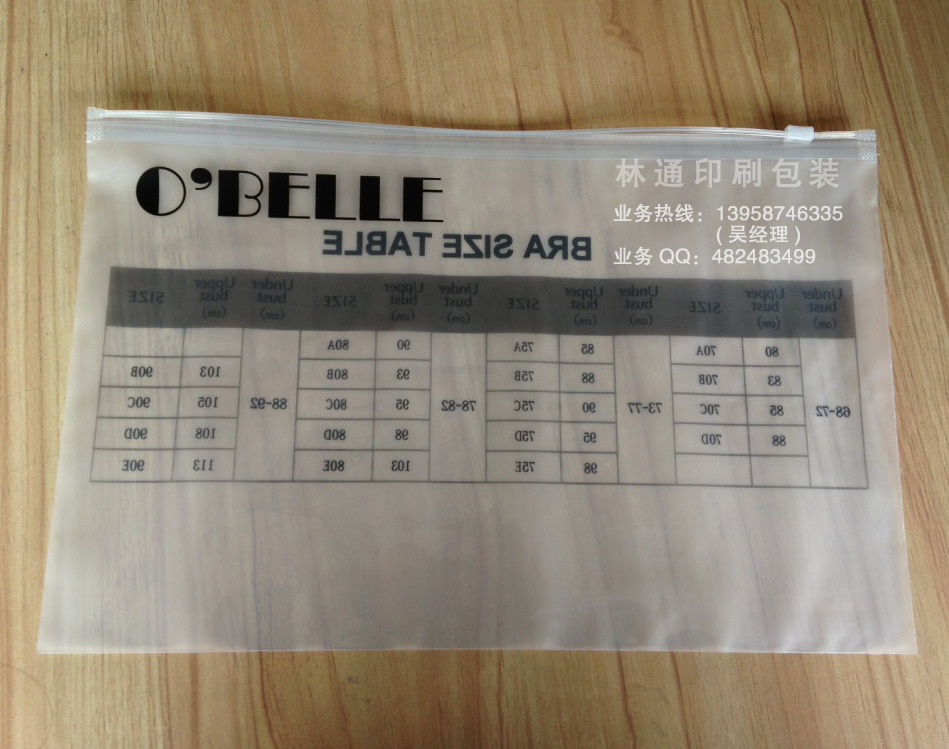 O'BELLE
林通印刷包装
业务热线：13958746335
(吴经理)
业务QQ：482483499
BRA SIZE TABLE
Under bust (cm) Upper bust (cm) SIZE Under bust (cm) Upper bust (cm) SIZE Under bust (cm) Upper bust (cm) SIZE Under bust (cm) Upper bust (cm) SIZE
68-72 80 70A 73-77 85 75A 78-82 90 80A 88-92
83 70B 88 75B 93 80B 103 90B
85 70C 90 75C 95 80C 105 90C
88 70D 95 75D 98 80D 108 90D
98 75E 103 80E 113 90E